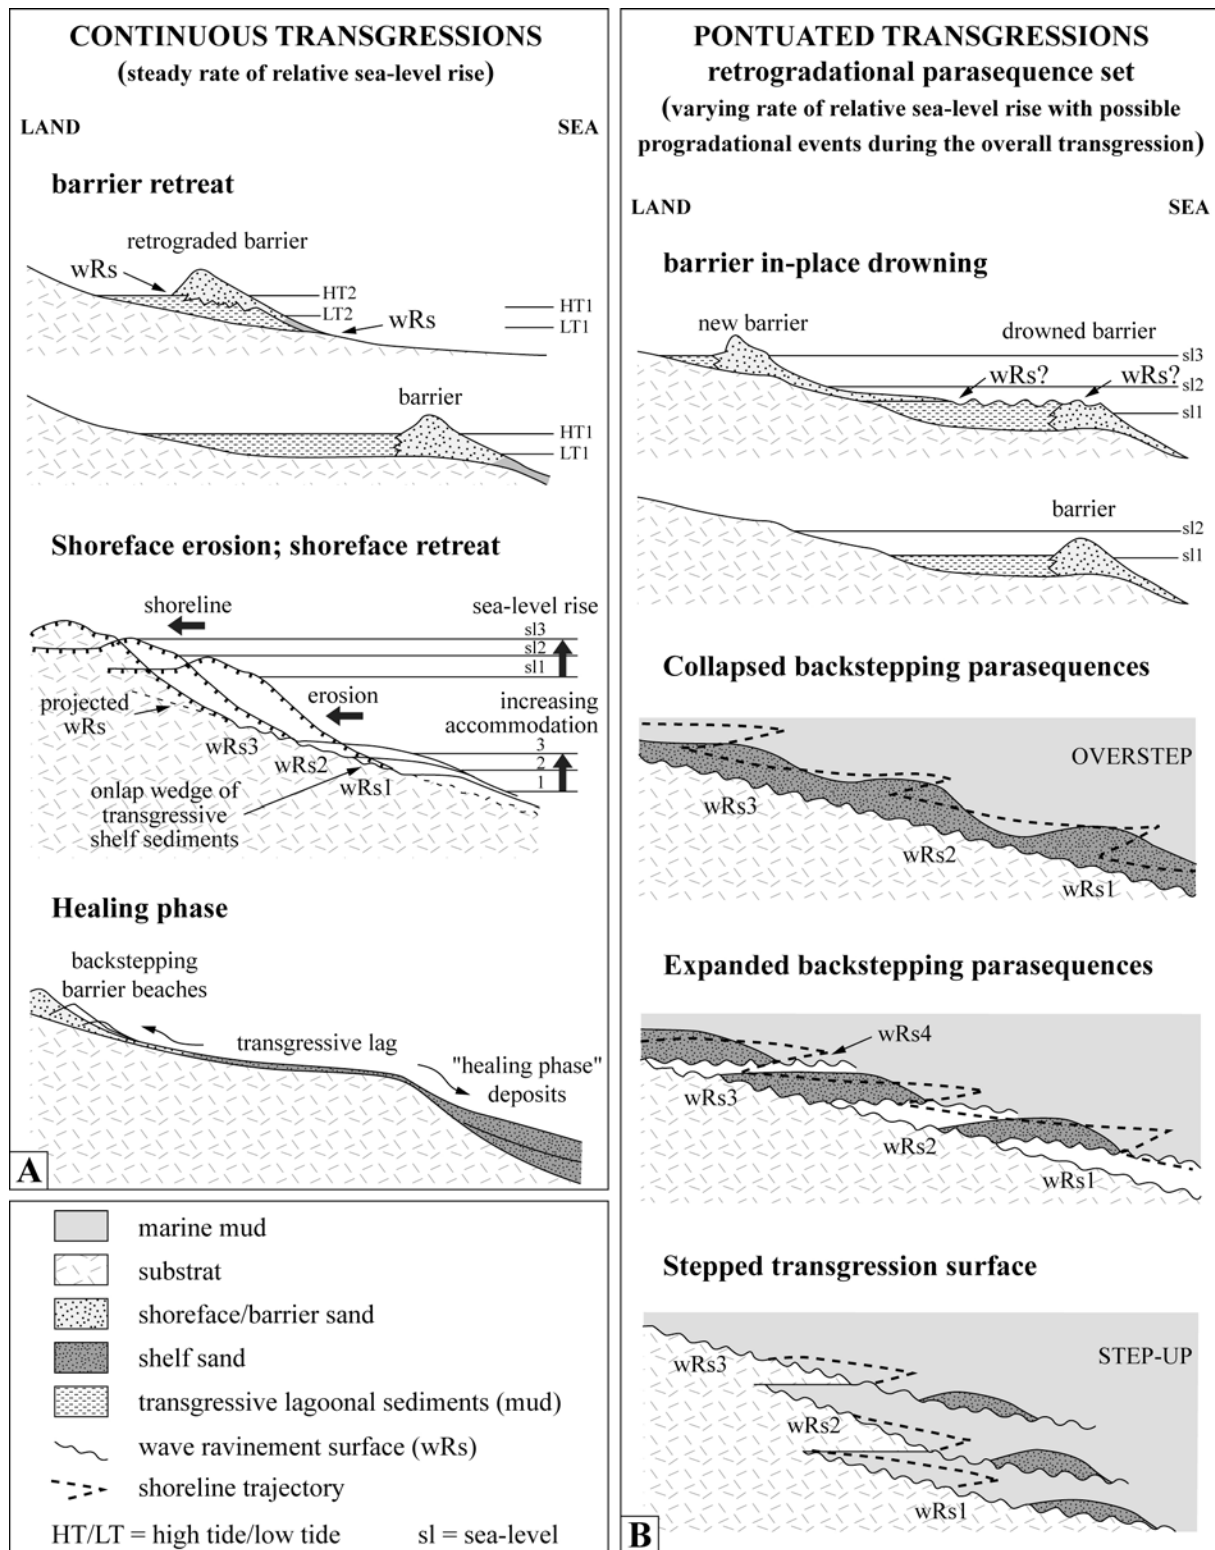 CONTINUOUS TRANSGRESSIONS
(steady rate of relative sea-level rise)
LAND
SEA
barrier retreat
retrograded barrier
wRs
HT2
LT2
wRs
HT1
LT1
barrier
HT1
LT1
Shoreface erosion; shoreface retreat
shoreline
sea-level rise
sl3
sl2
sl1
projected
wRs
erosion
increasing
accommodation
wRs3
wRs2
wRs1
3
2
1
onlap wedge of
transgressive
shelf sediments
Healing phase
backstepping
barrier beaches
transgressive lag
"healing phase"
deposits
A
marine mud
substrat
shoreface/barrier sand
shelf sand
transgressive lagoonal sediments (mud)
wave ravinement surface (wRs)
shoreline trajectory
HT/LT = high tide/low tide
sl = sea-level
PONTUATED TRANSGRESSIONS
retrogradational parasequence set
(varying rate of relative sea-level rise with possible
progradational events during the overall transgression)
LAND
SEA
barrier in-place drowning
new barrier
drowned barrier
wRs?
wRs?
sl3
sl2
sl1
barrier
sl2
sl1
Collapsed backstepping parasequences
OVERSTEP
wRs3
wRs2
wRs1
Expanded backstepping parasequences
wRs4
wRs3
wRs2
wRs1
Stepped transgression surface
wRs3
STEP-UP
wRs2
wRs1
B